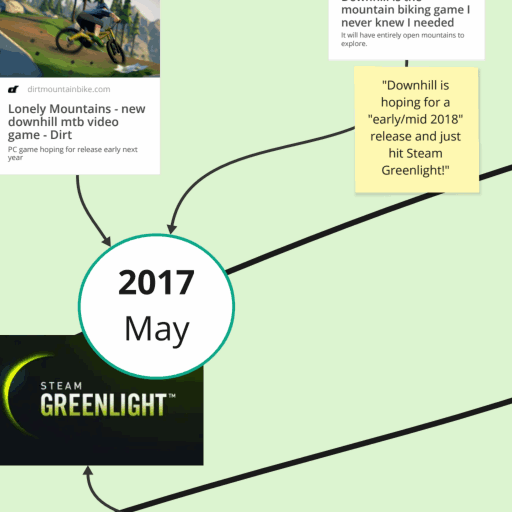 mountain biking game I
never knew I needed
It will have entirely open mountains to
explore.
dirtmountainbike.com
Lonely Mountains - new
downhill mtb video
game - Dirt
PC game hoping for release early next
year
"Downhill is
hoping for a
"early/mid 2018"
release and just
hit Steam
Greenlight!"
2017
May
STEAM
GREENLIGHT™